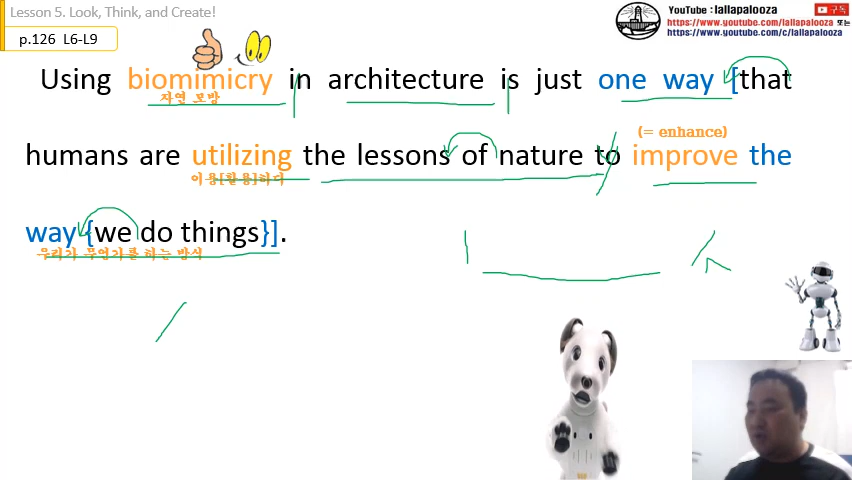 Lesson 5. Look, Think, and Create!
p.126 L6-L9
YouTube : lallapalooza
구독
https://www.youtube.com/lallapalooza 또는
https://www.youtube.com/c/lallapalooza
Using biomimicry in architecture is just one way [that
자연 모방
(= enhance)
humans are utilizing the lessons of nature to improve the
이용[활용]하다
way {we do things}].
우리가 무언가를 하는 방식